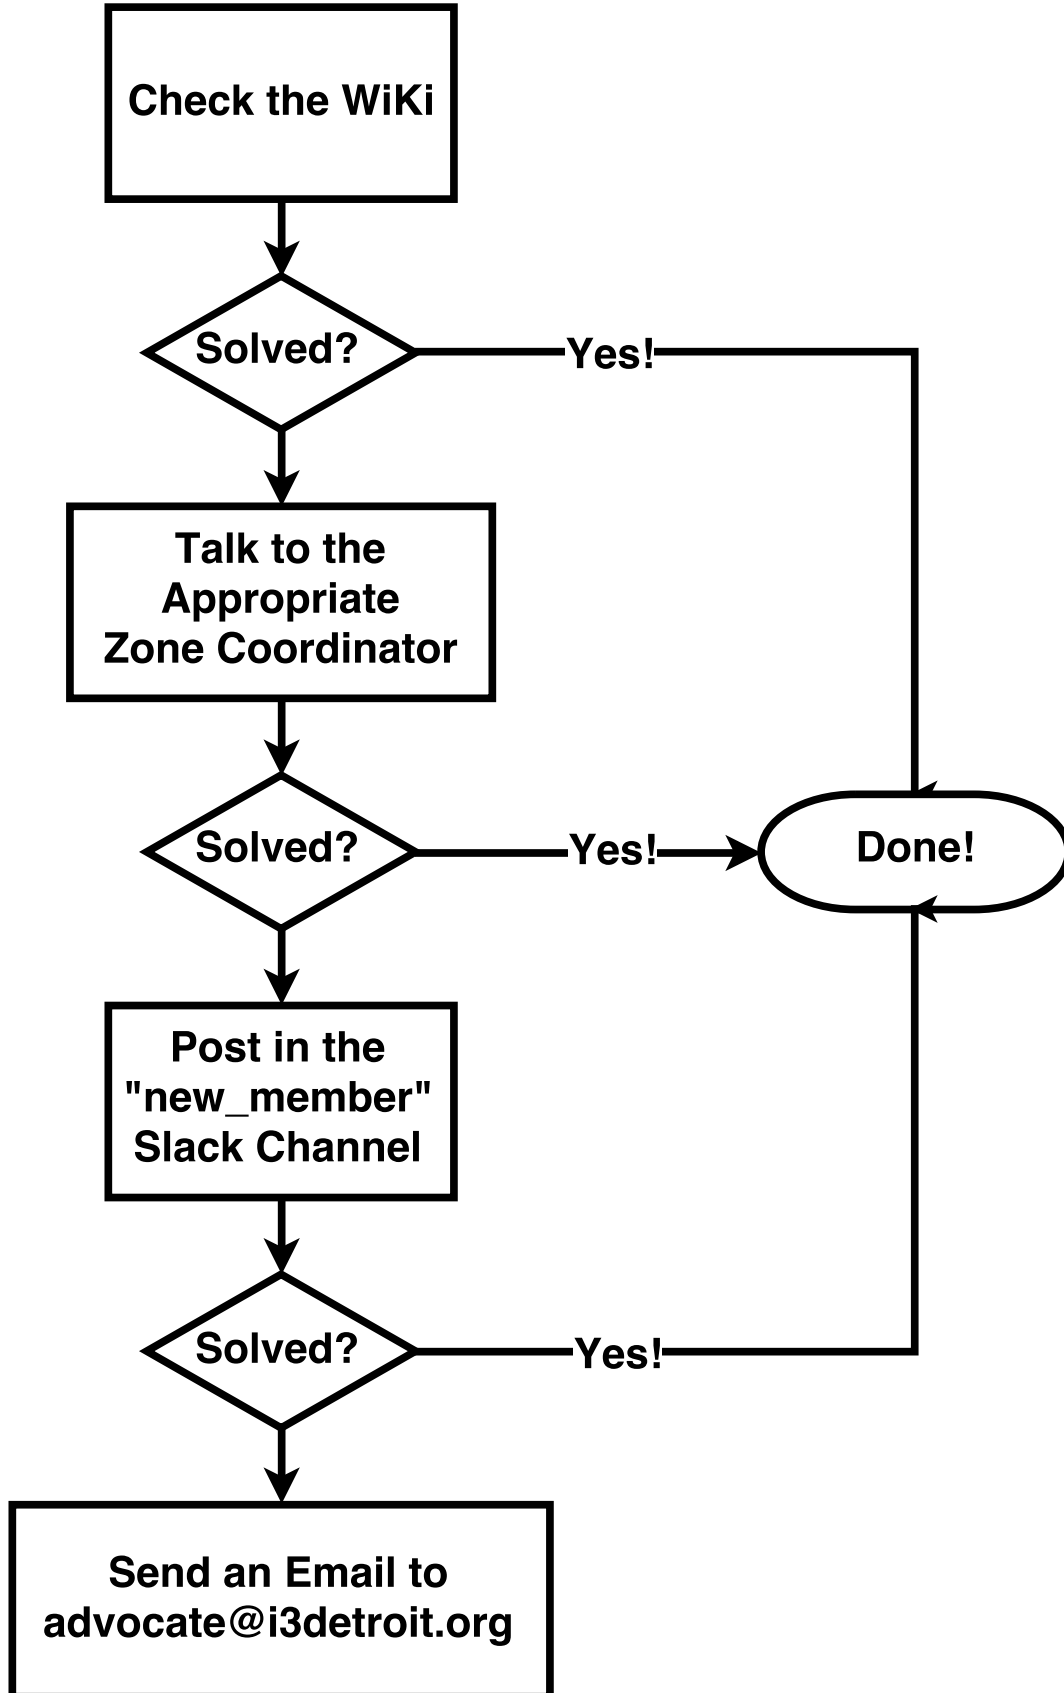 Check the WiKi
Solved?
Yes!
Talk to the
Appropriate
Zone Coordinator
Solved?
Yes!
Done!
Post in the
"new_member"
Slack Channel
Solved?
Yes!
Send an Email to
advocate@i3detroit.org